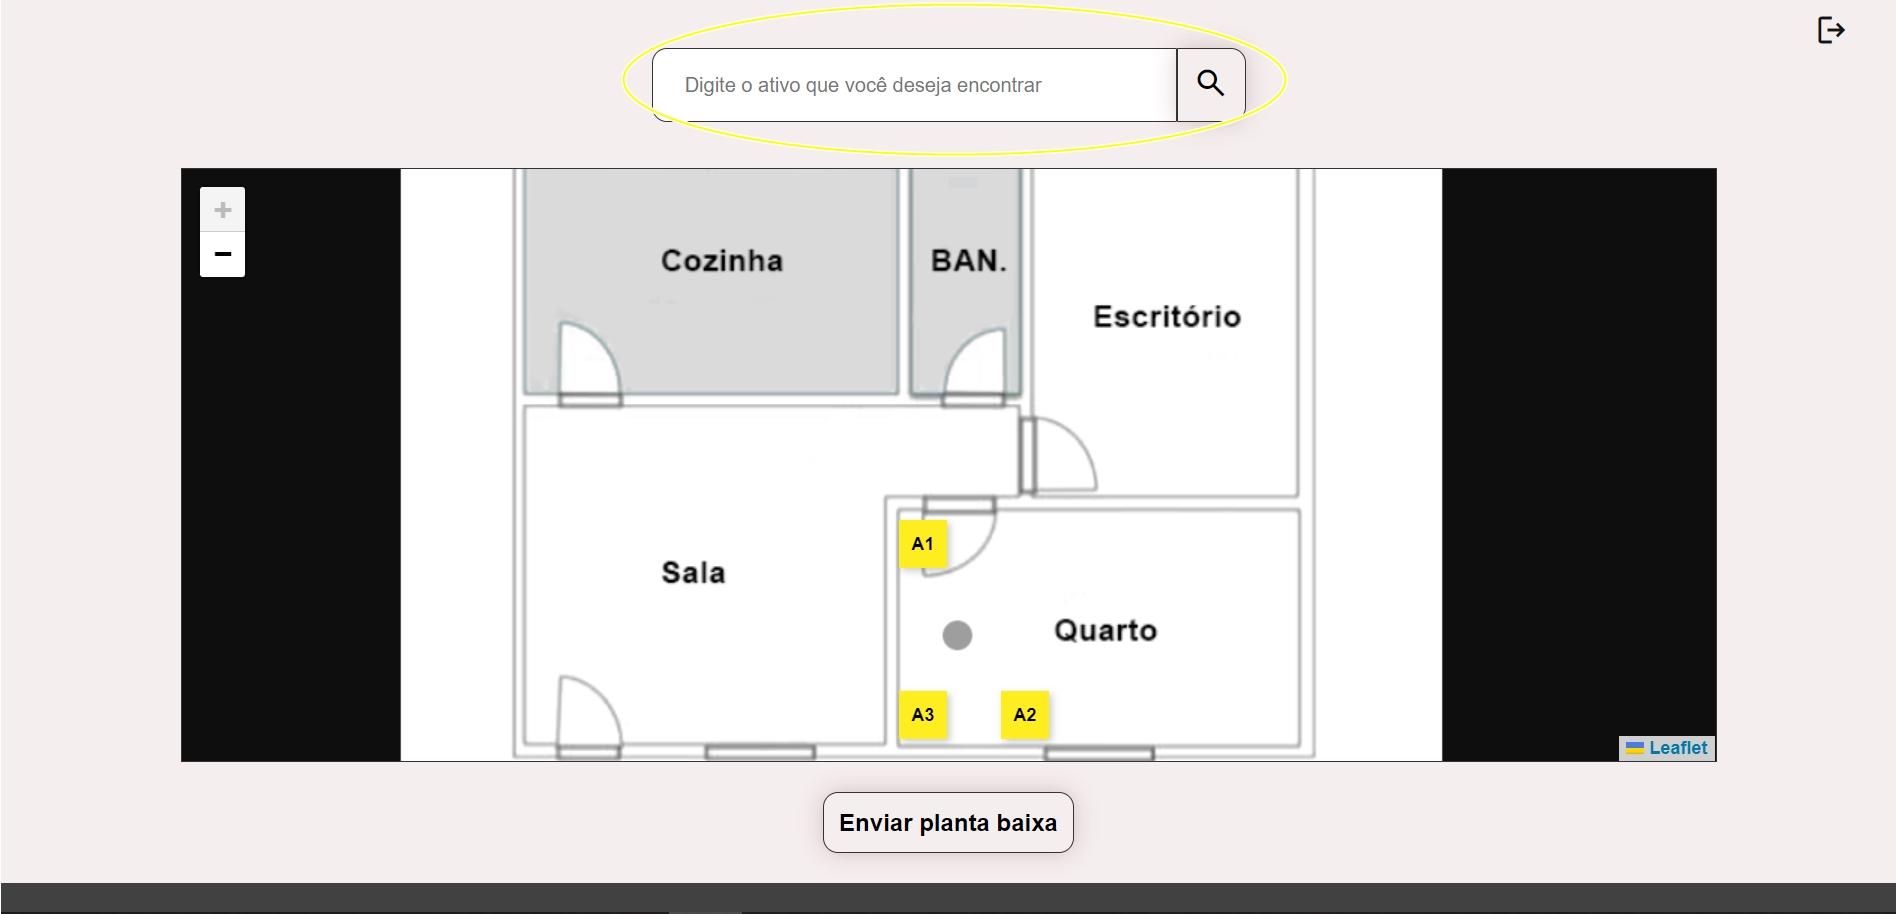 Digite o ativo que você deseja encontrar
+
−
Cozinha
BAN.
Escritório
A1
Sala
Quarto
A3
A2
Leaflet
Enviar planta baixa